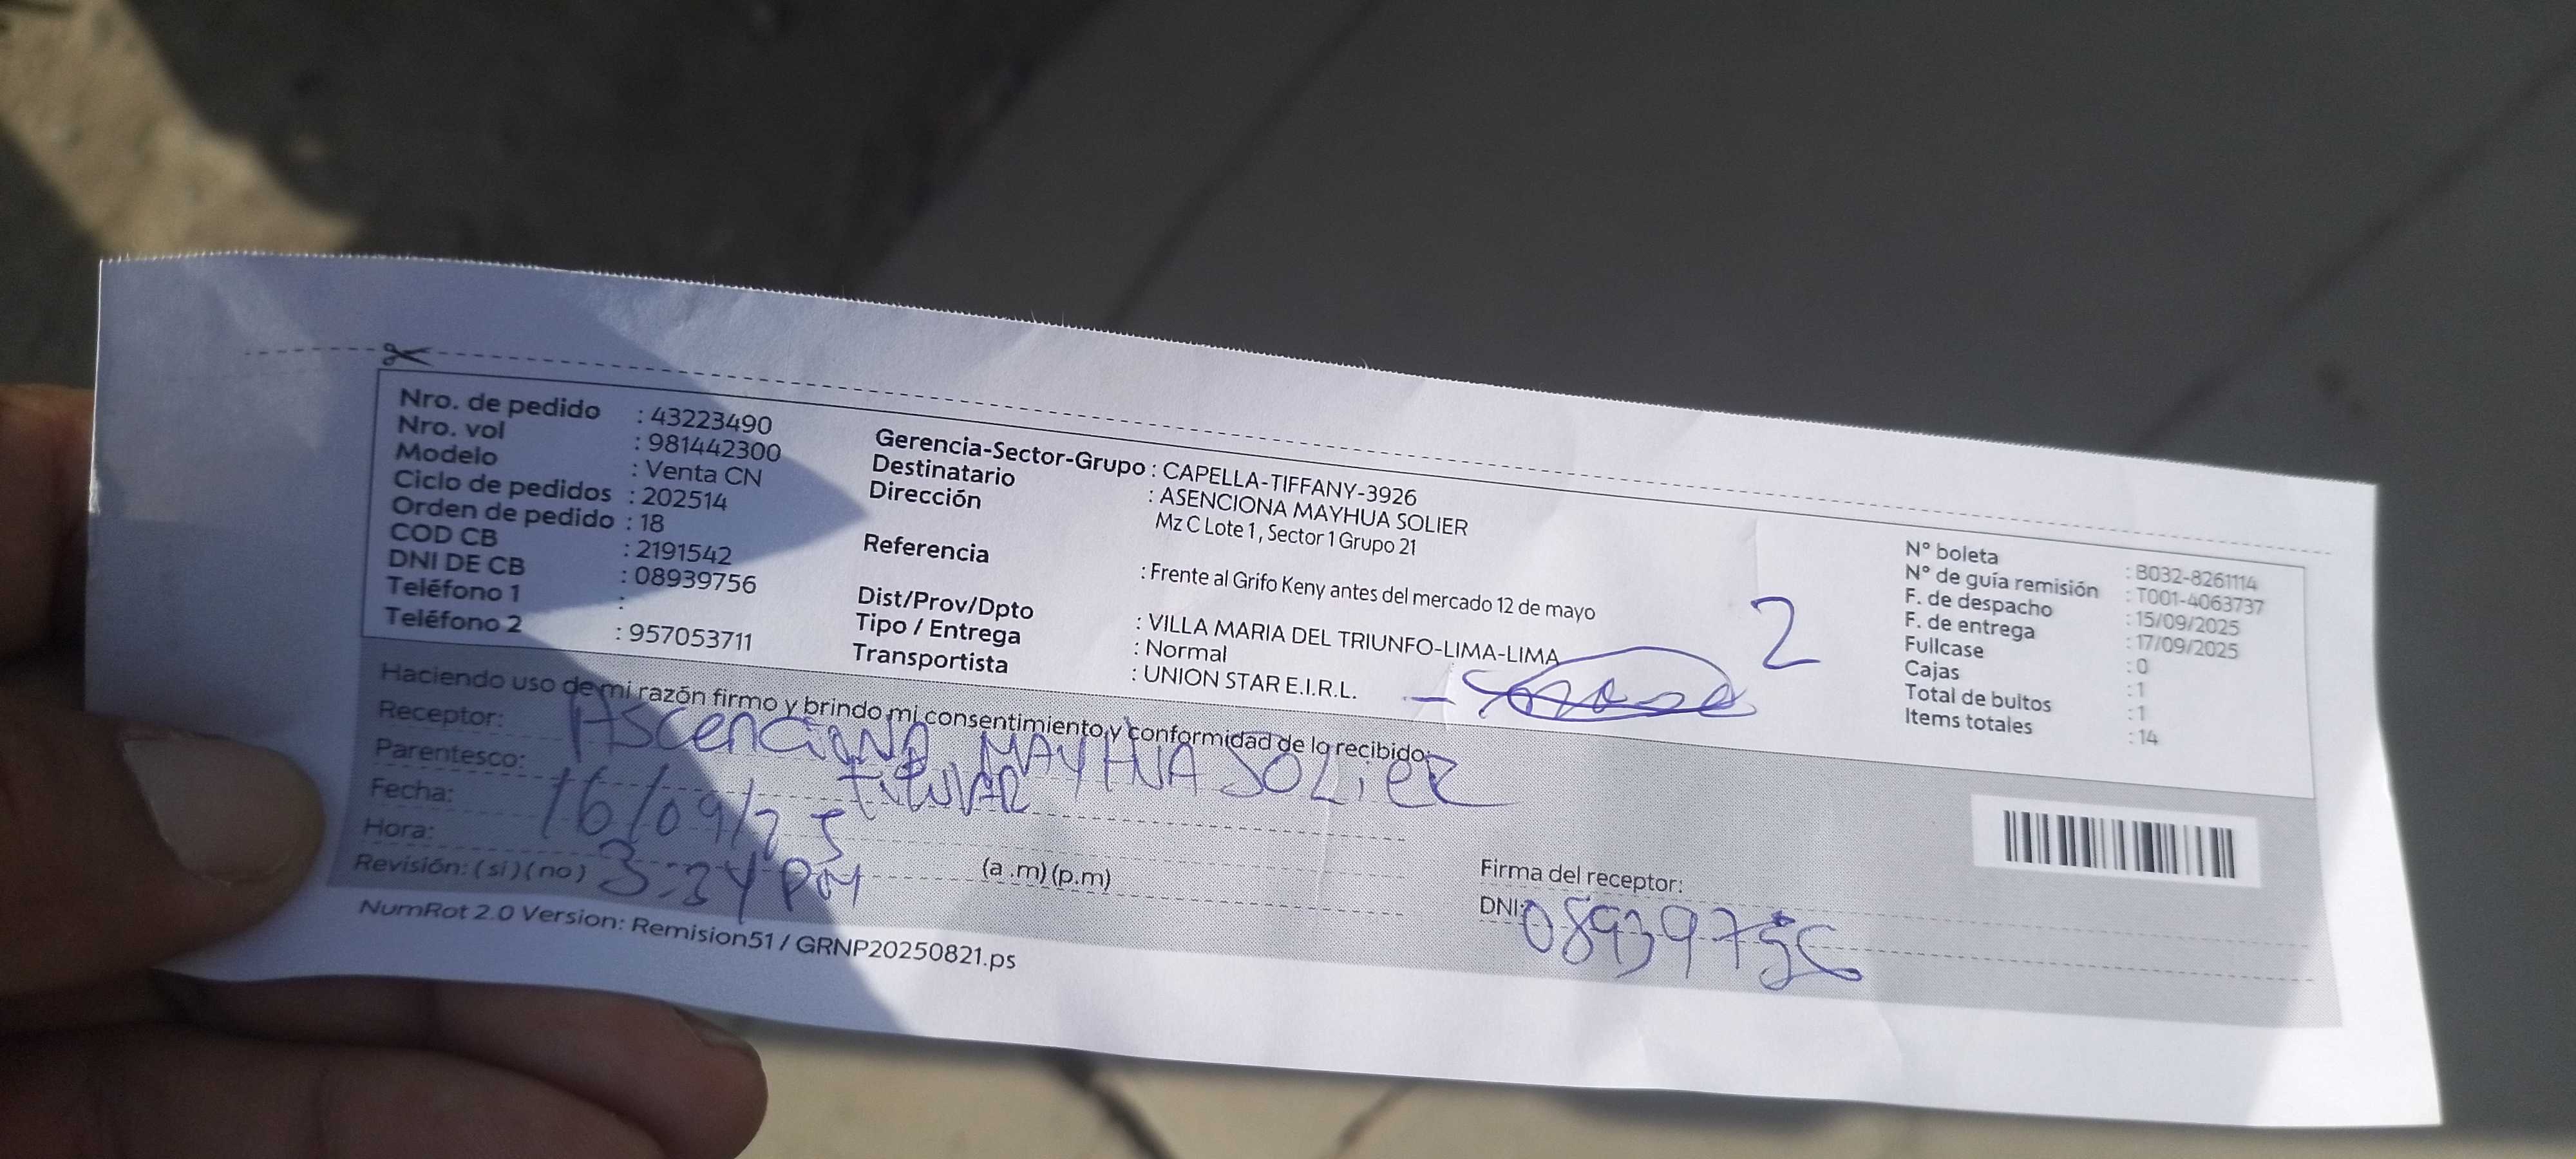 Nro. de pedido : 43223490
Nro. vol : 981442300
Modelo : Venta CN
Ciclo de pedidos : 202514
Orden de pedido : 18
COD CB : 2191542
DNI DE CB : 08939756
Teléfono 1 :
Teléfono 2 : 957053711
Gerencia-Sector-Grupo : CAPELLA-TIFFANY-3926
Destinatario : ASENCIONA MAYHUA SOLIER
Dirección Mz C Lote 1, Sector 1 Grupo 21
Referencia : Frente al Grifo Keny antes del mercado 12 de mayo
Dist/Prov/Dpto : VILLA MARIA DEL TRIUNFO-LIMA-LIMA
Tipo / Entrega : Normal
Transportista : UNION STAR E.I.R.L.
2
N° boleta : B032-8261114
N° de guía remisión : T001-4063737
F. de despacho : 15/09/2025
F. de entrega : 17/09/2025
Fullcase : 0
Cajas : 1
Total de bultos : 1
Items totales : 14
Haciendo uso de mi razón firmo y brindo mi consentimiento y conformidad de lo recibido:
Receptor: Ascenciona MAYHUA SOLIER
Parentesco: titular
Fecha: 16/09/25
Hora: 3:24 PM (a .m) (p.m)
Revisión: ( si ) ( no )
Firma del receptor:
DNI: 08939756
NumRot 2.0 Version: Remision51 / GRNP20250821.ps